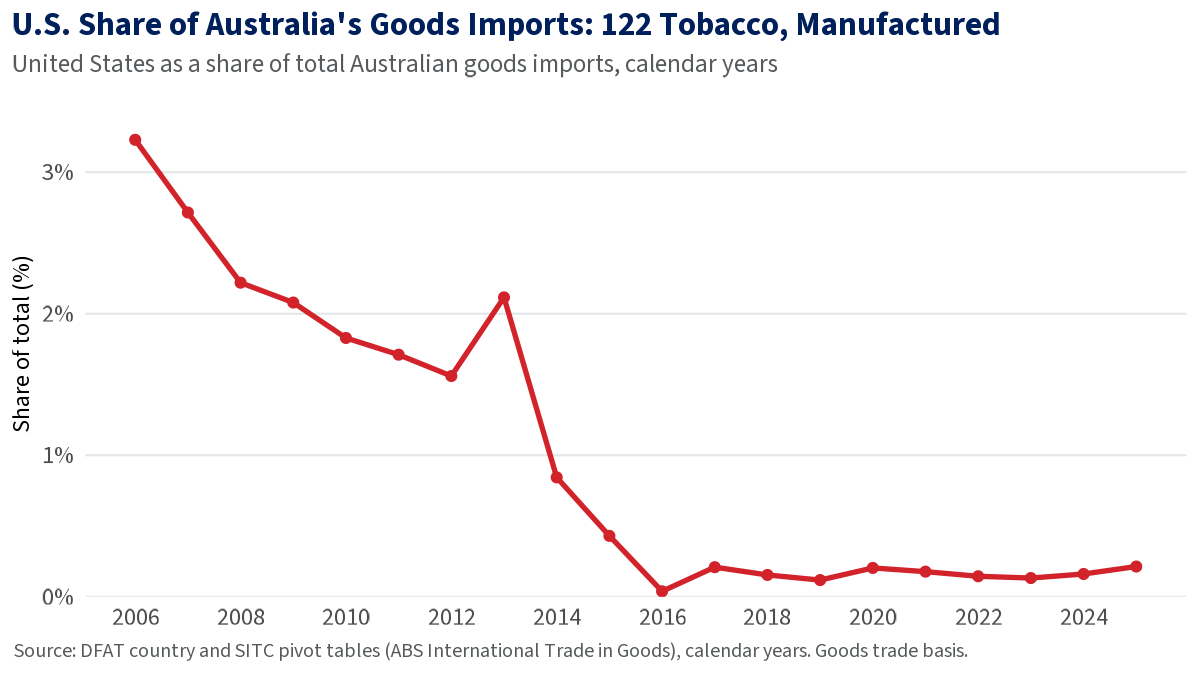 U.S. Share of Australia's Goods Imports: 122 Tobacco, Manufactured
United States as a share of total Australian goods imports, calendar years
Share of total (%)
3%
2%
1%
0%
2006 2008 2010 2012 2014 2016 2018 2020 2022 2024
Source: DFAT country and SITC pivot tables (ABS International Trade in Goods), calendar years. Goods trade basis.